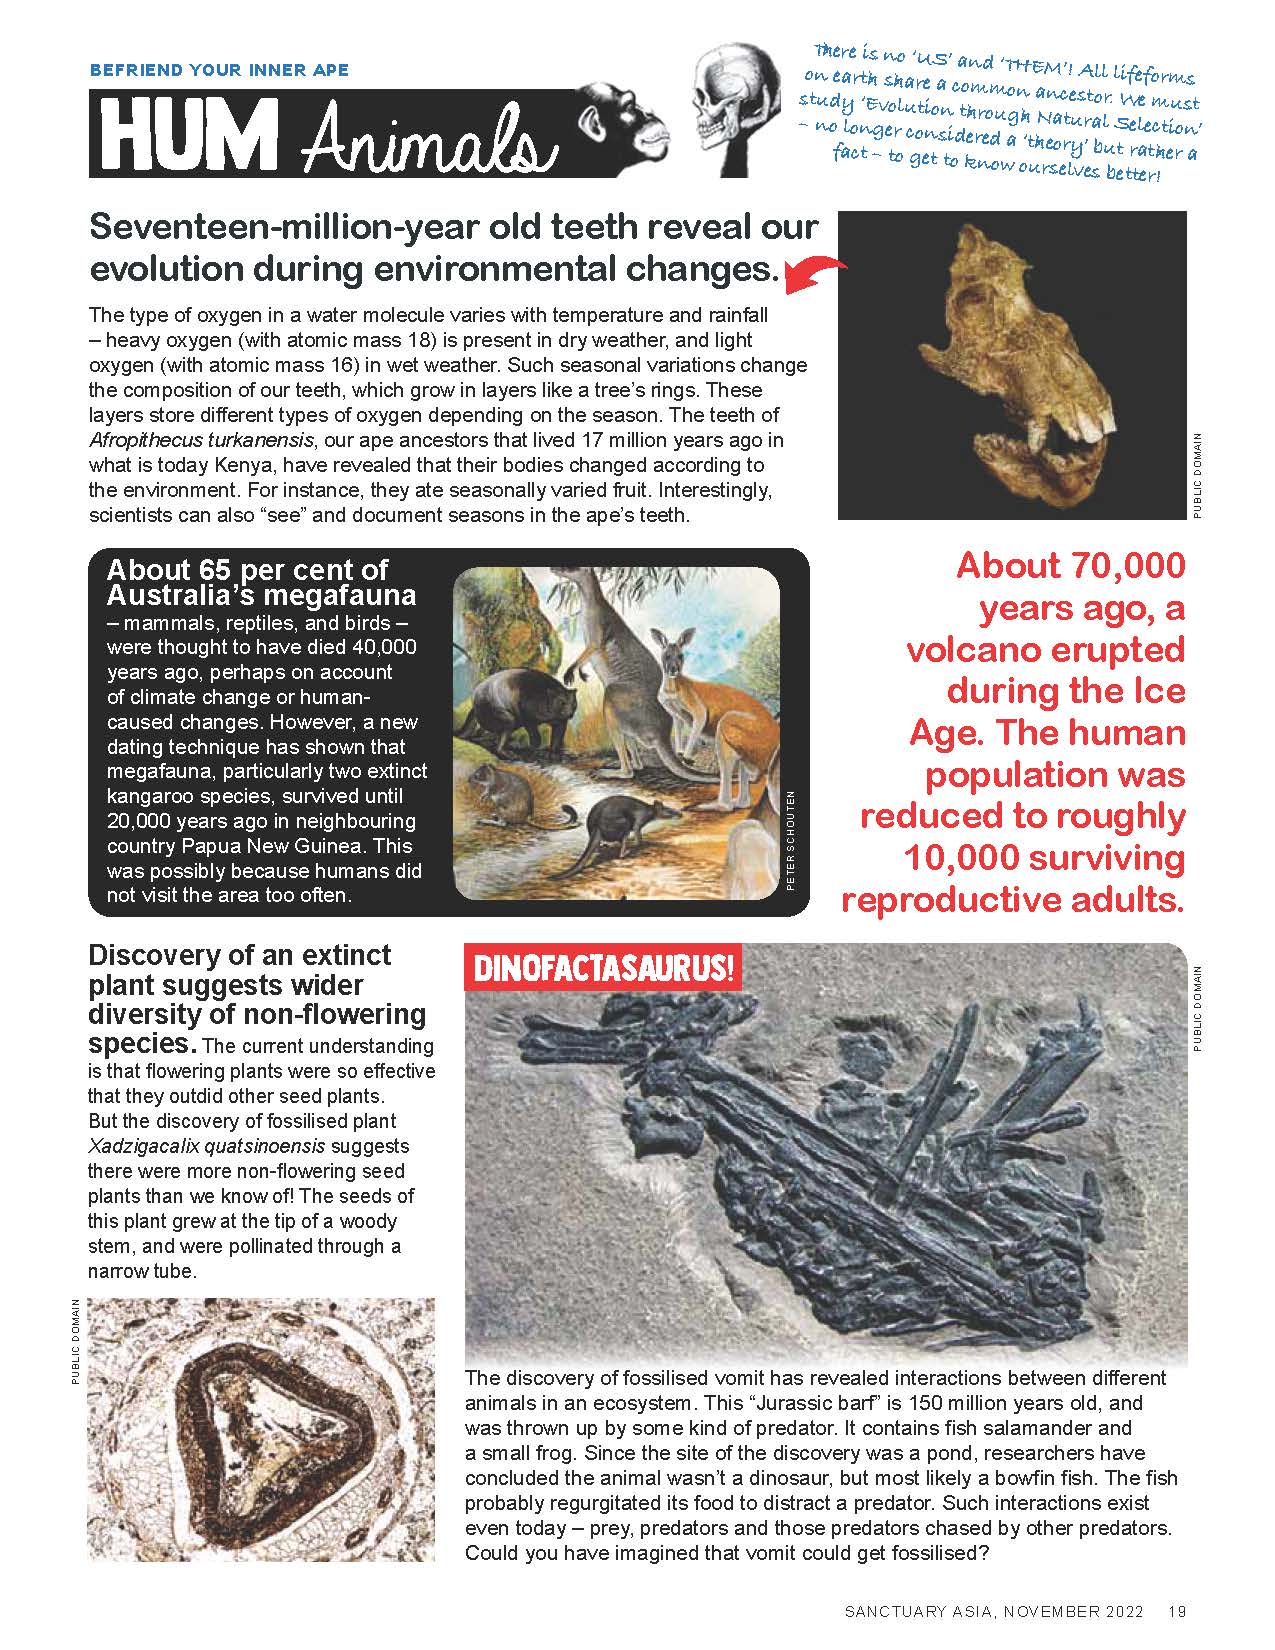 BEFRIEND YOUR INNER APE
HUM Animals
There is no ‘US’ and ‘THEM’! All lifeforms
on earth share a common ancestor. We must
study ‘Evolution through Natural Selection’
– no longer considered a ‘theory’ but rather a
fact – to get to know ourselves better!
Seventeen-million-year old teeth reveal our
evolution during environmental changes.
The type of oxygen in a water molecule varies with temperature and rainfall
– heavy oxygen (with atomic mass 18) is present in dry weather, and light
oxygen (with atomic mass 16) in wet weather. Such seasonal variations change
the composition of our teeth, which grow in layers like a tree’s rings. These
layers store different types of oxygen depending on the season. The teeth of
Afropithecus turkanensis, our ape ancestors that lived 17 million years ago in
what is today Kenya, have revealed that their bodies changed according to
the environment. For instance, they ate seasonally varied fruit. Interestingly,
scientists can also “see” and document seasons in the ape’s teeth.
PUBLIC DOMAIN
About 65 per cent of
Australia’s megafauna
– mammals, reptiles, and birds –
were thought to have died 40,000
years ago, perhaps on account
of climate change or human-
caused changes. However, a new
dating technique has shown that
megafauna, particularly two extinct
kangaroo species, survived until
20,000 years ago in neighbouring
country Papua New Guinea. This
was possibly because humans did
not visit the area too often.
PETER SCHOUTEN
About 70,000
years ago, a
volcano erupted
during the Ice
Age. The human
population was
reduced to roughly
10,000 surviving
reproductive adults.
Discovery of an extinct
plant suggests wider
diversity of non-flowering
species. The current understanding
is that flowering plants were so effective
that they outdid other seed plants.
But the discovery of fossilised plant
Xadzigacalix quatsinoensis suggests
there were more non-flowering seed
plants than we know of! The seeds of
this plant grew at the tip of a woody
stem, and were pollinated through a
narrow tube.
PUBLIC DOMAIN
DINOFACTASAURUS!
PUBLIC DOMAIN
The discovery of fossilised vomit has revealed interactions between different
animals in an ecosystem. This “Jurassic barf” is 150 million years old, and
was thrown up by some kind of predator. It contains fish salamander and
a small frog. Since the site of the discovery was a pond, researchers have
concluded the animal wasn’t a dinosaur, but most likely a bowfin fish. The fish
probably regurgitated its food to distract a predator. Such interactions exist
even today – prey, predators and those predators chased by other predators.
Could you have imagined that vomit could get fossilised?
SANCTUARY ASIA, NOVEMBER 2022 19